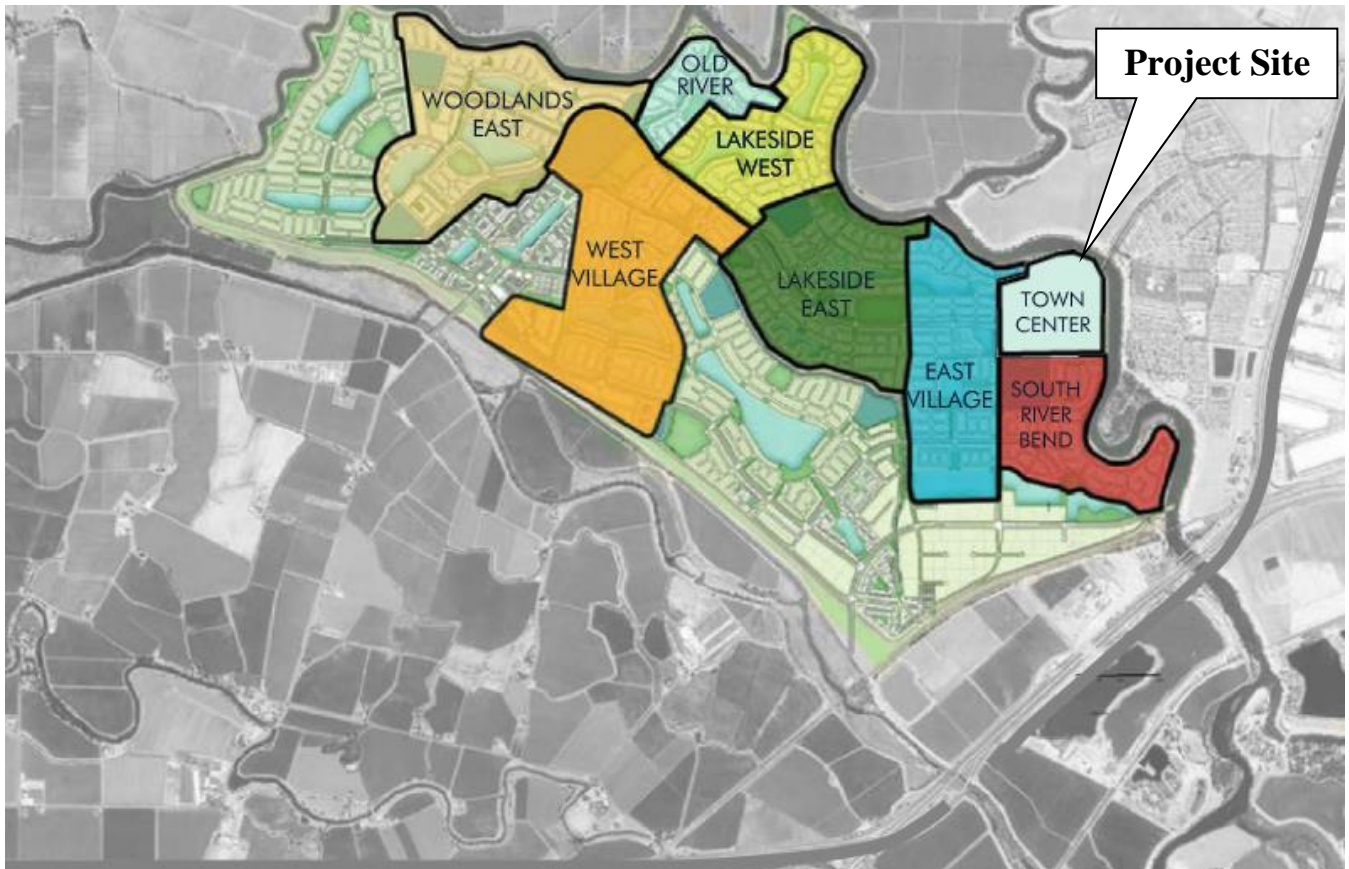 Project Site
OLD
RIVER
WOODLANDS
EAST
LAKESIDE
WEST
WEST
VILLAGE
LAKESIDE
EAST
TOWN
CENTER
EAST
VILLAGE
SOUTH
RIVER
BEND